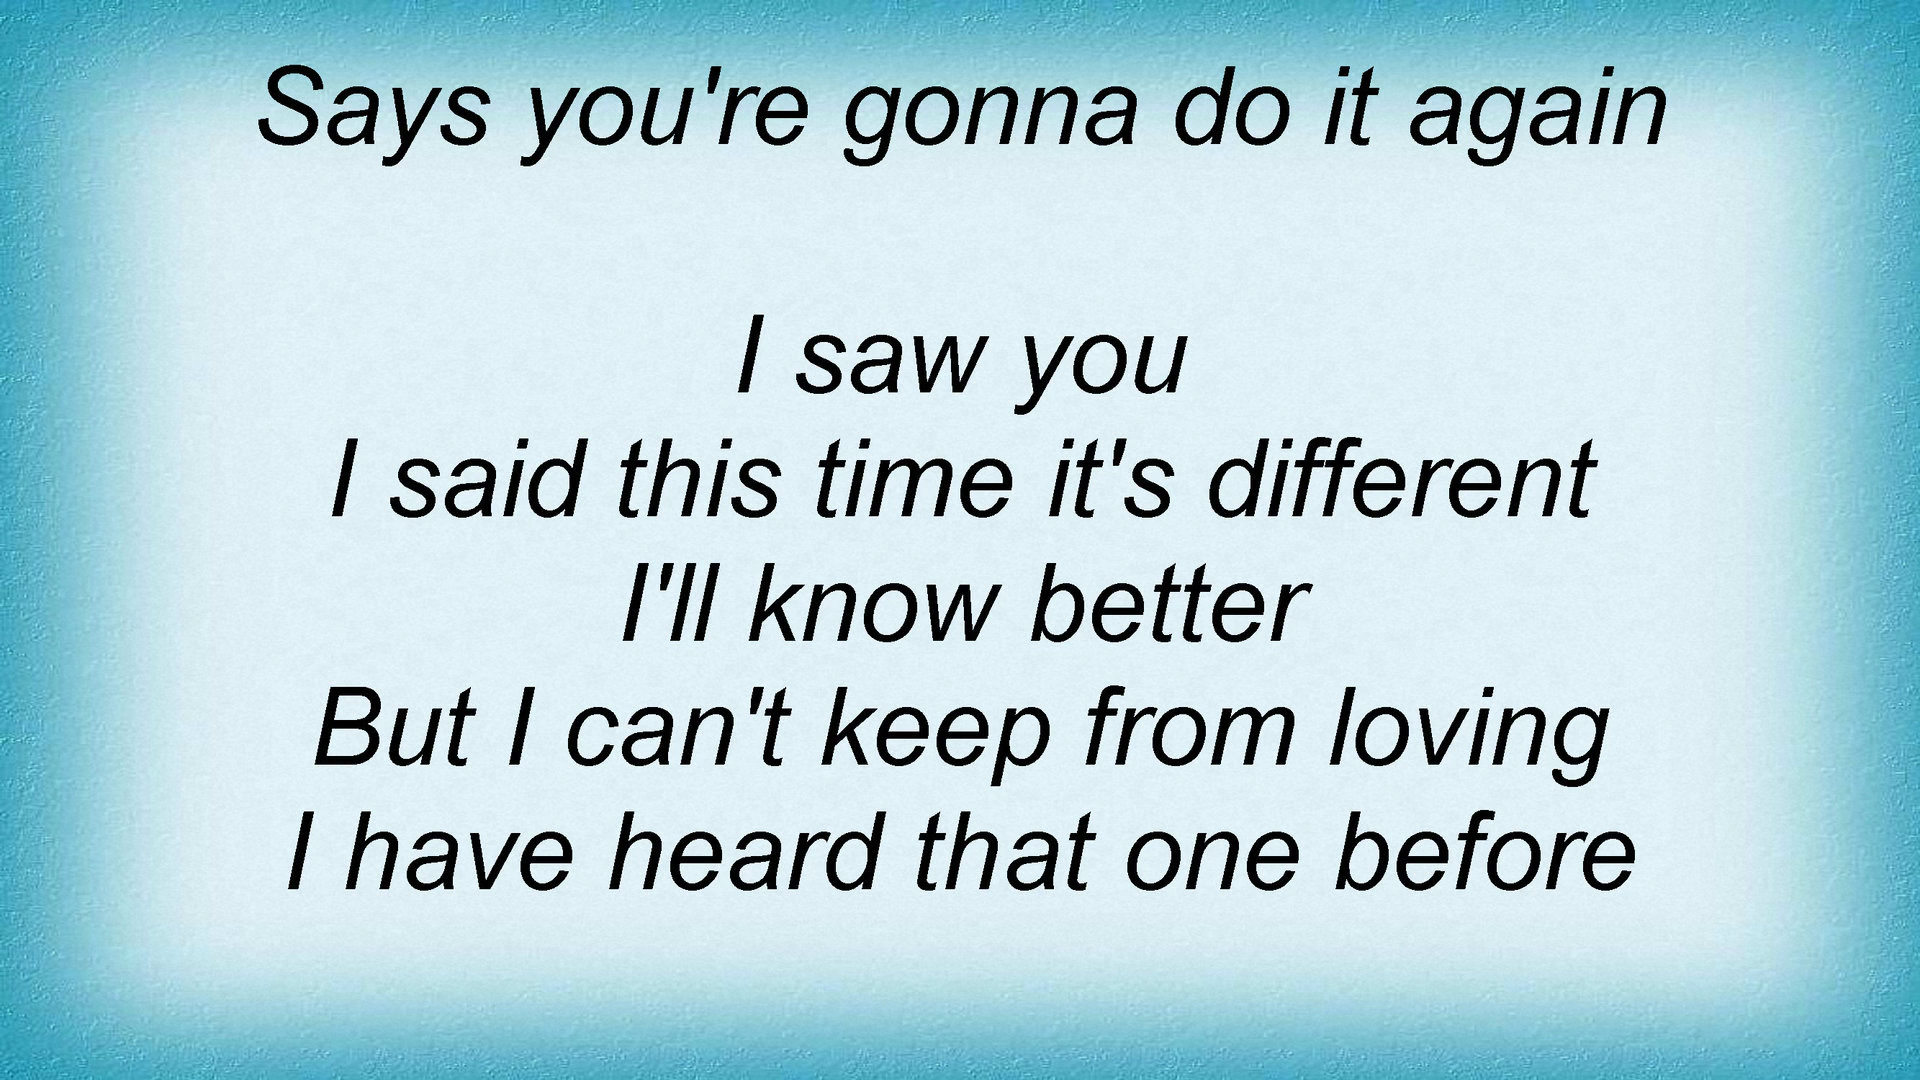 Says you're gonna do it again
I saw you
I said this time it's different
I'll know better
But I can't keep from loving
I have heard that one before